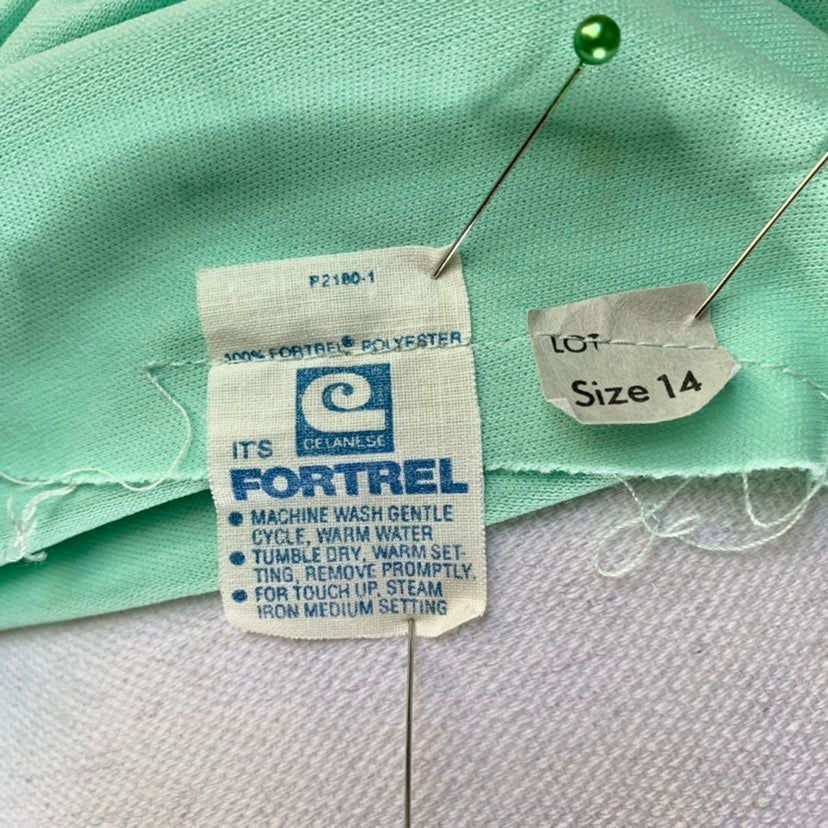 P2180-1
100% FORTREL® POLYESTER
CELANESE
IT'S
FORTREL
• MACHINE WASH GENTLE
CYCLE, WARM WATER
• TUMBLE DRY, WARM SET-
TING, REMOVE PROMPTLY.
• FOR TOUCH UP, STEAM
IRON MEDIUM SETTING
LOT
Size 14